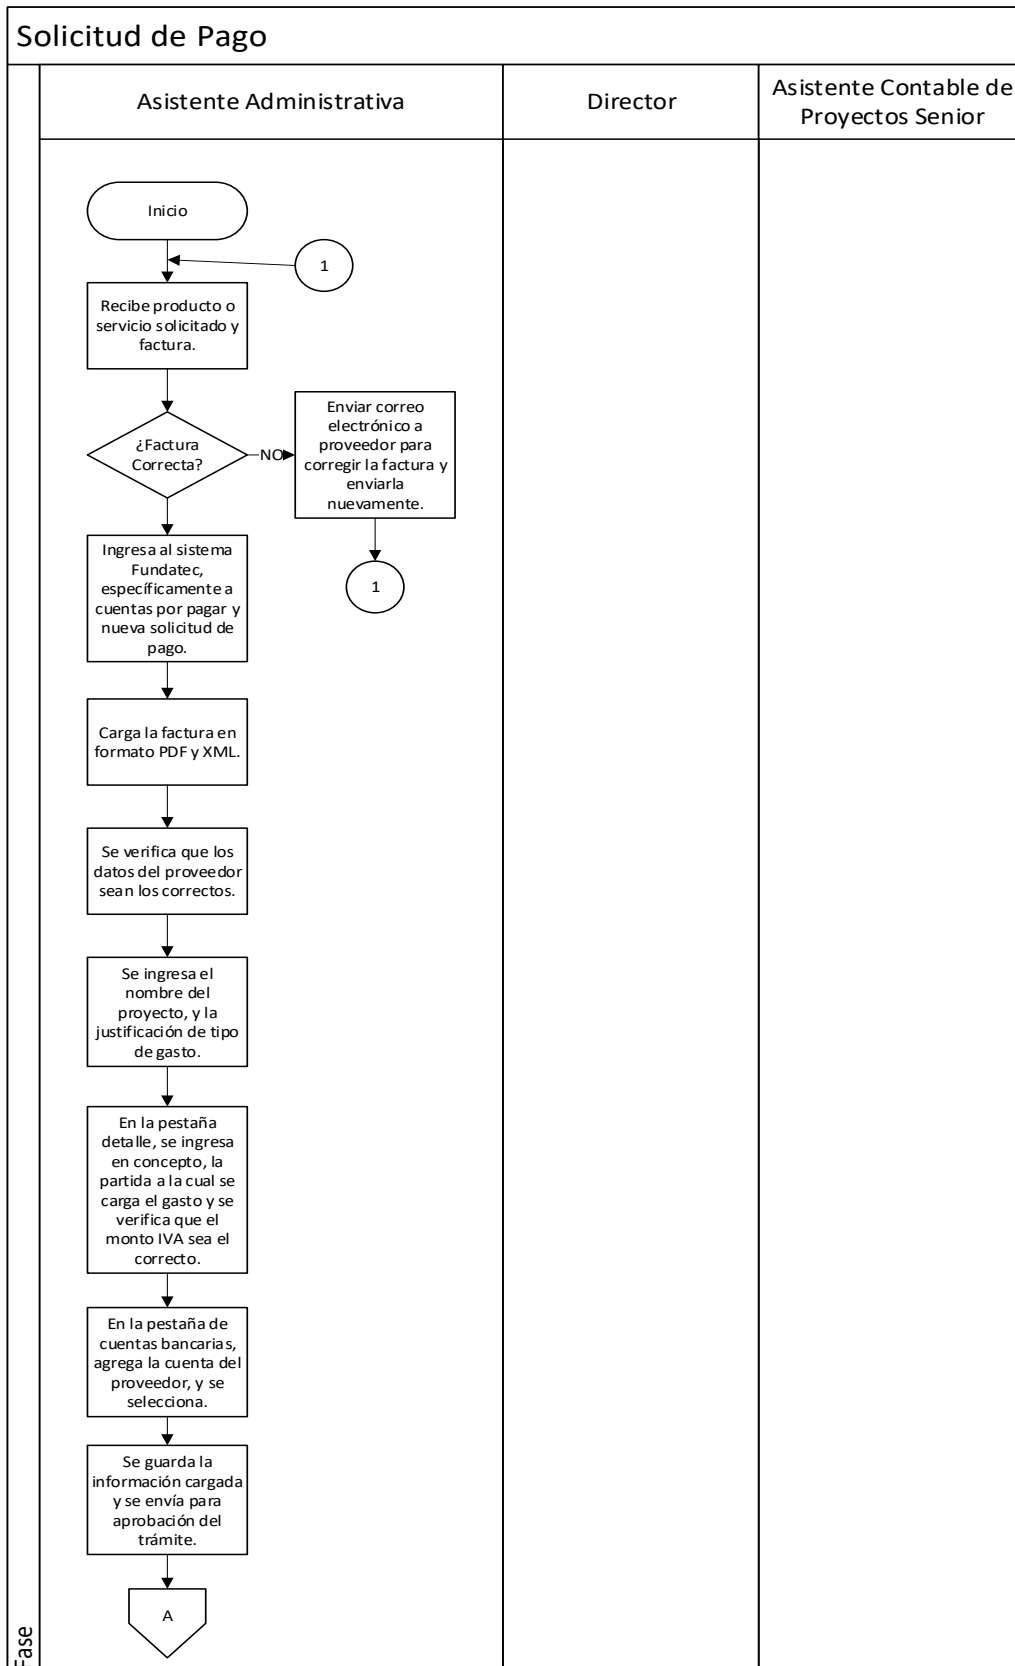 Solicitud de Pago
Asistente Administrativa
Director
Asistente Contable de
Proyectos Senior
Inicio
1
Recibe producto o
servicio solicitado y
factura.
¿Factura
Correcta?
NO
Enviar correo
electrónico a
proveedor para
corregir la factura y
enviarla
nuevamente.
1
Ingresa al sistema
Fundatec,
específicamente a
cuentas por pagar y
nueva solicitud de
pago.
Carga la factura en
formato PDF y XML.
Se verifica que los
datos del proveedor
sean los correctos.
Se ingresa el
nombre del
proyecto, y la
justificación de tipo
de gasto.
En la pestaña
detalle, se ingresa
en concepto, la
partida a la cual se
carga el gasto y se
verifica que el
monto IVA sea el
correcto.
En la pestaña de
cuentas bancarias,
agrega la cuenta del
proveedor, y se
selecciona.
Se guarda la
información cargada
y se envía para
aprobación del
trámite.
A
Fase